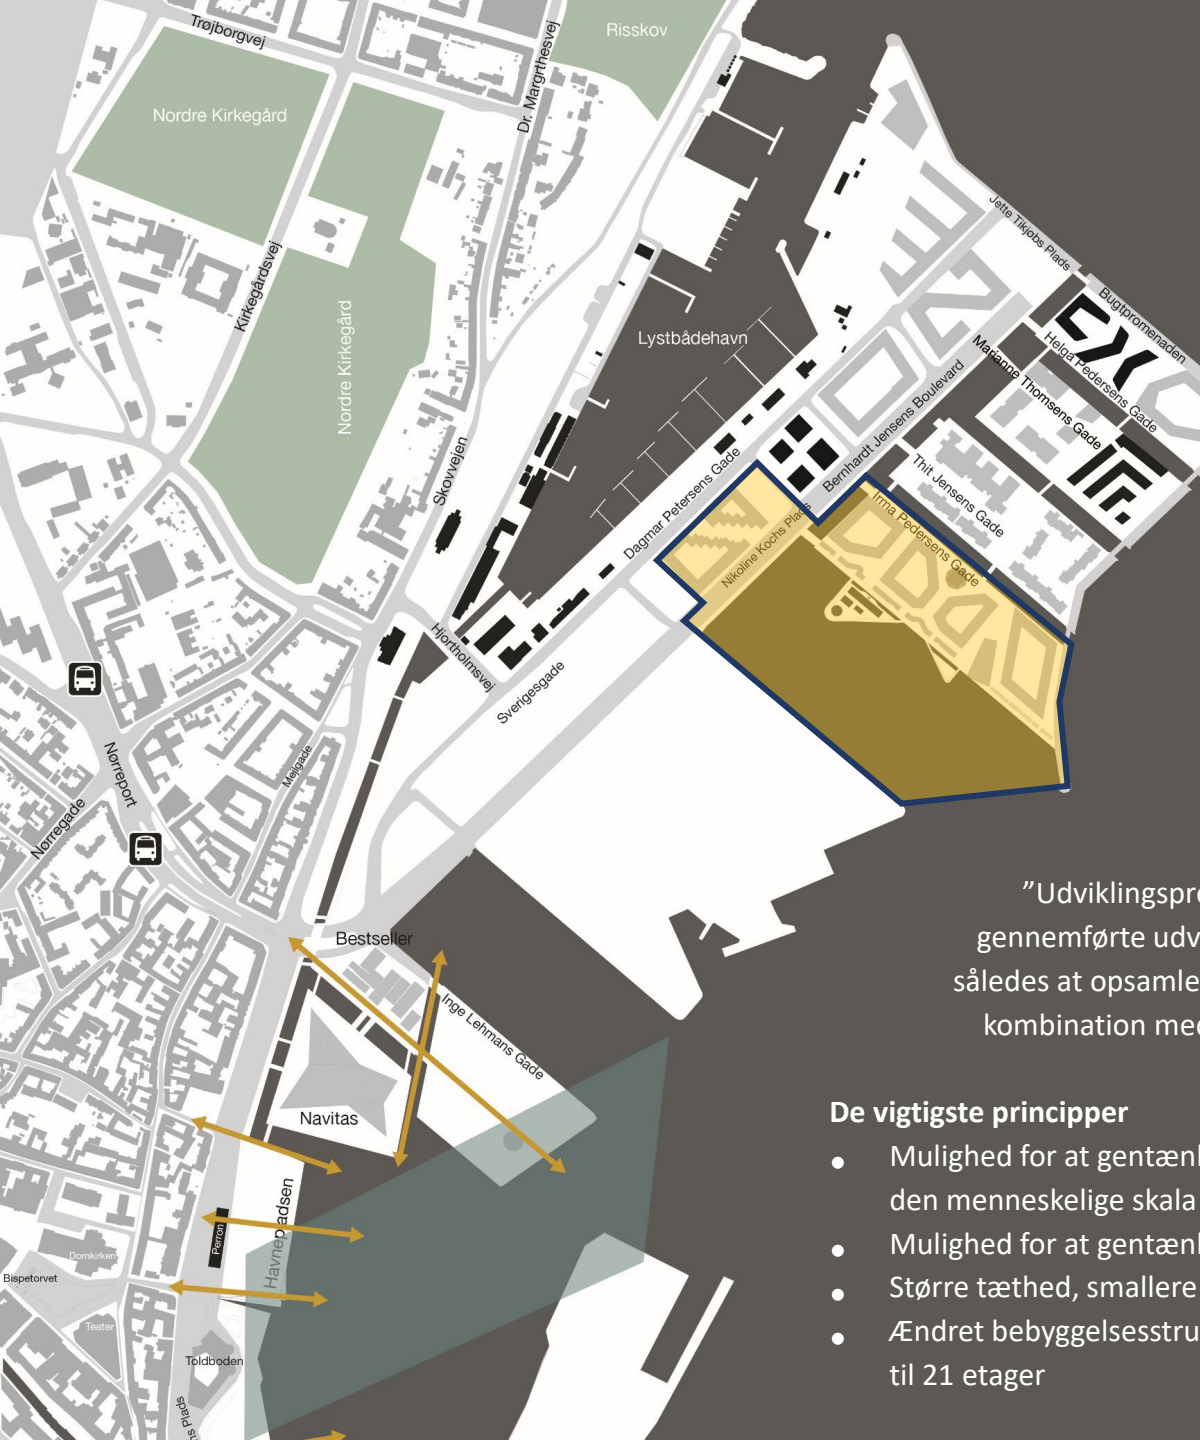 Trøjborgvej
Risskov
Dr. Margrthesvej
Nordre Kirkegård
Kirkegårdsvej
Nordre Kirkegård
Jette Tikjøbs Plads
Bugtpromenaden
Lystbådehavn
Helga Pedersens Gade
Marianne Thomsens Gade
Bernhardt Jensens Boulevard
Skovvejen
Dagmar Petersens Gade
Thit Jensens Gade
Irma Pedersens Gade
Nikoline Kochs Plads
Hjortholmsvej
Sverigesgade
Nørreport
Mejlgade
Nørregade
Bestseller
Inge Lehmans Gade
Navitas
Havnepladsen
Perron
Domkirken
Bispetorvet
Teater
Toldboden
ns Plads
”Udviklingspr
gennemførte udv
således at opsamle
kombination med
De vigtigste principper
● Mulighed for at gentænk
den menneskelige skala
● Mulighed for at gentænk
● Større tæthed, smallere
● Ændret bebyggelsesstru
til 21 etager